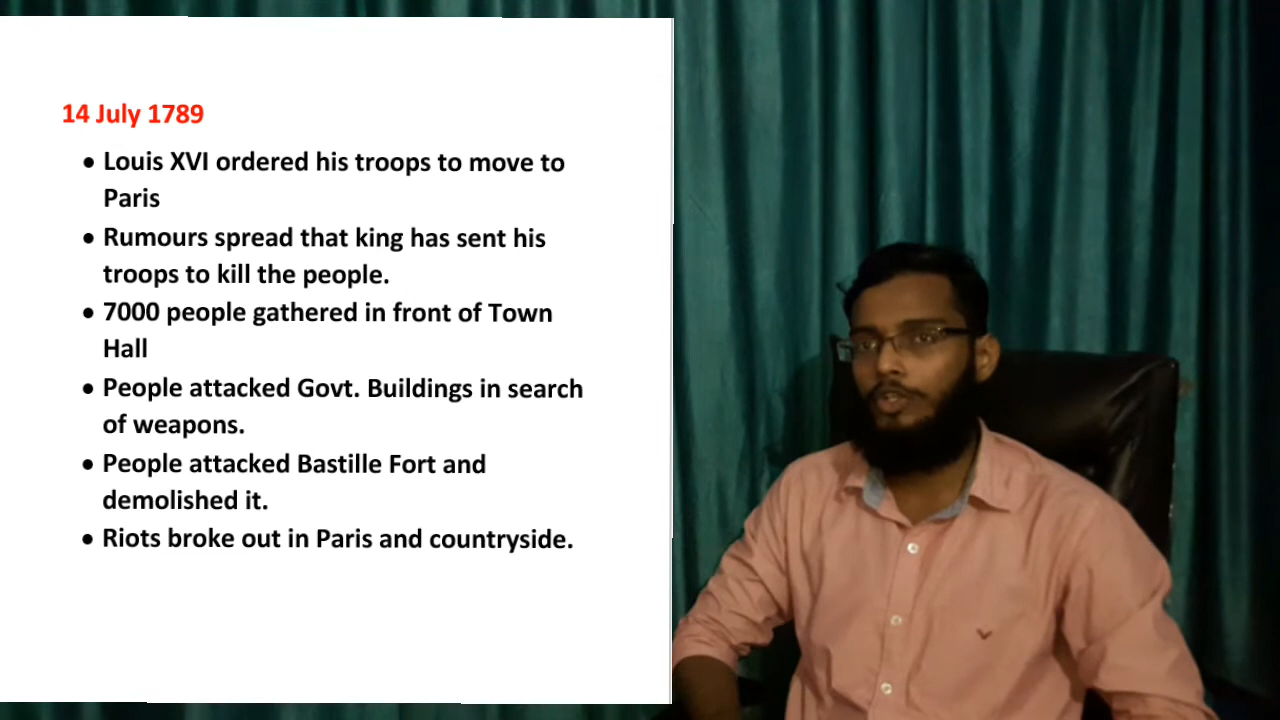 14 July 1789
• Louis XVI ordered his troops to move to
Paris
• Rumours spread that king has sent his
troops to kill the people.
• 7000 people gathered in front of Town
Hall
• People attacked Govt. Buildings in search
of weapons.
• People attacked Bastille Fort and
demolished it.
• Riots broke out in Paris and countryside.